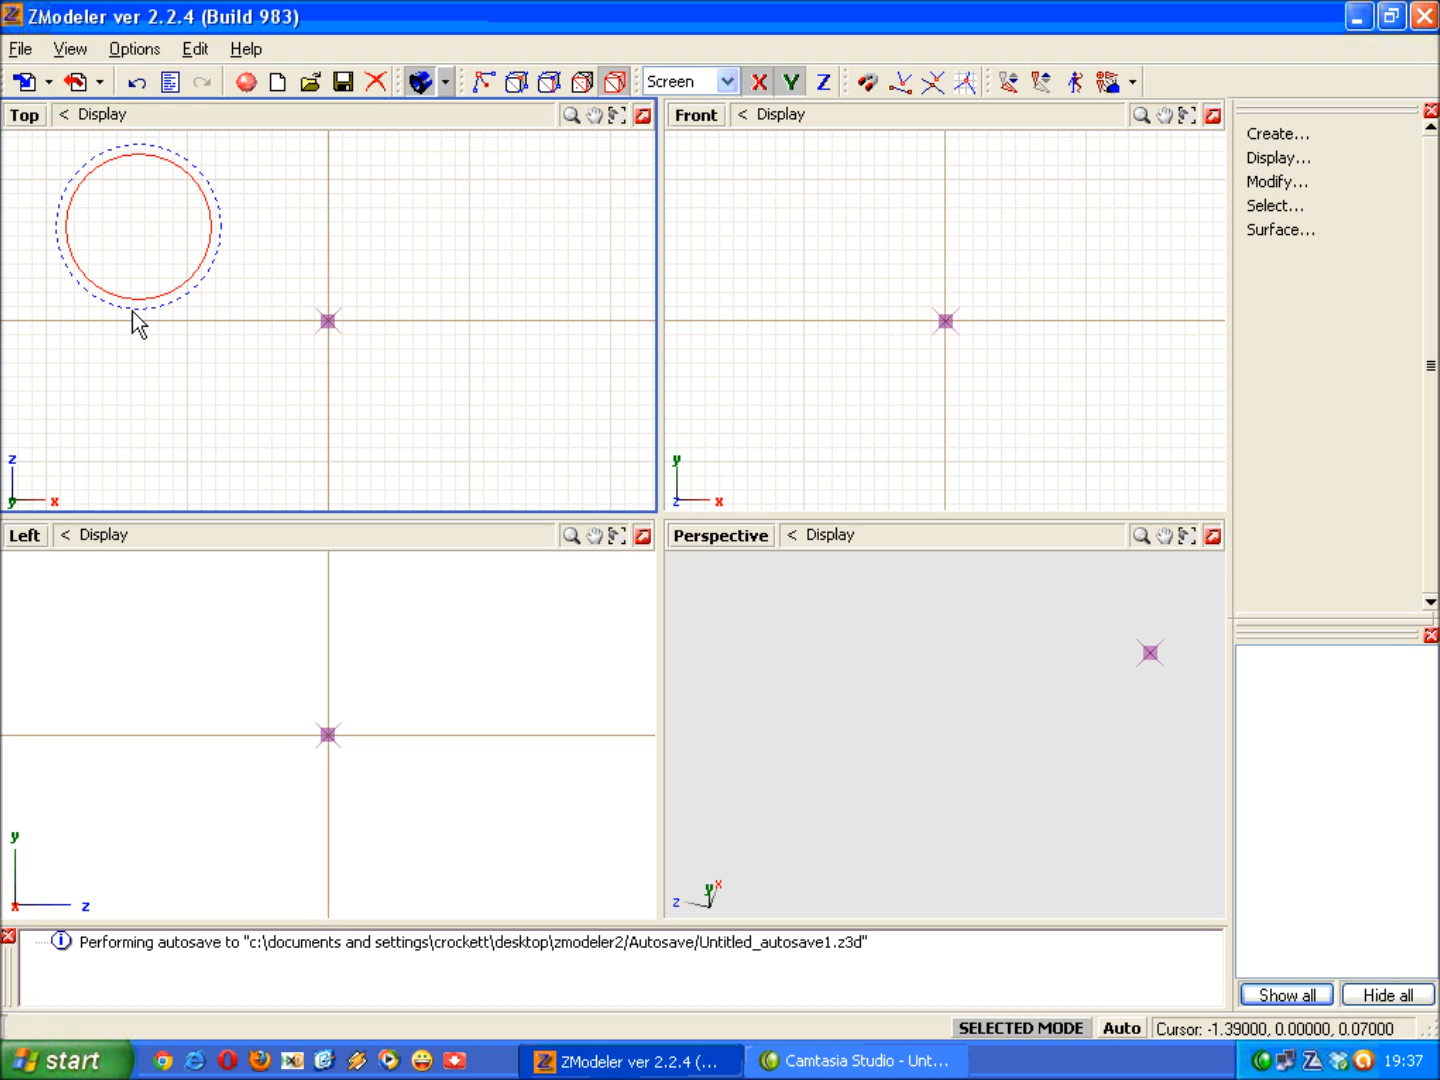 ZModeler ver 2.2.4 (Build 983)
File View Options Edit Help
Screen X Y Z
Top < Display
Front < Display
Create...
Display...
Modify...
Select...
Surface...
z
y x
y
z x
Left < Display
Perspective < Display
y
x z
y x
z
Performing autosave to "c:\documents and settings\crockett\desktop\zmodeler2/Autosave/Untitled_autosave1.z3d"
Show all Hide all
SELECTED MODE Auto Cursor: -1.39000, 0.00000, 0.07000
start ZModeler ver 2.2.4 (... Camtasia Studio - Unt... 19:37